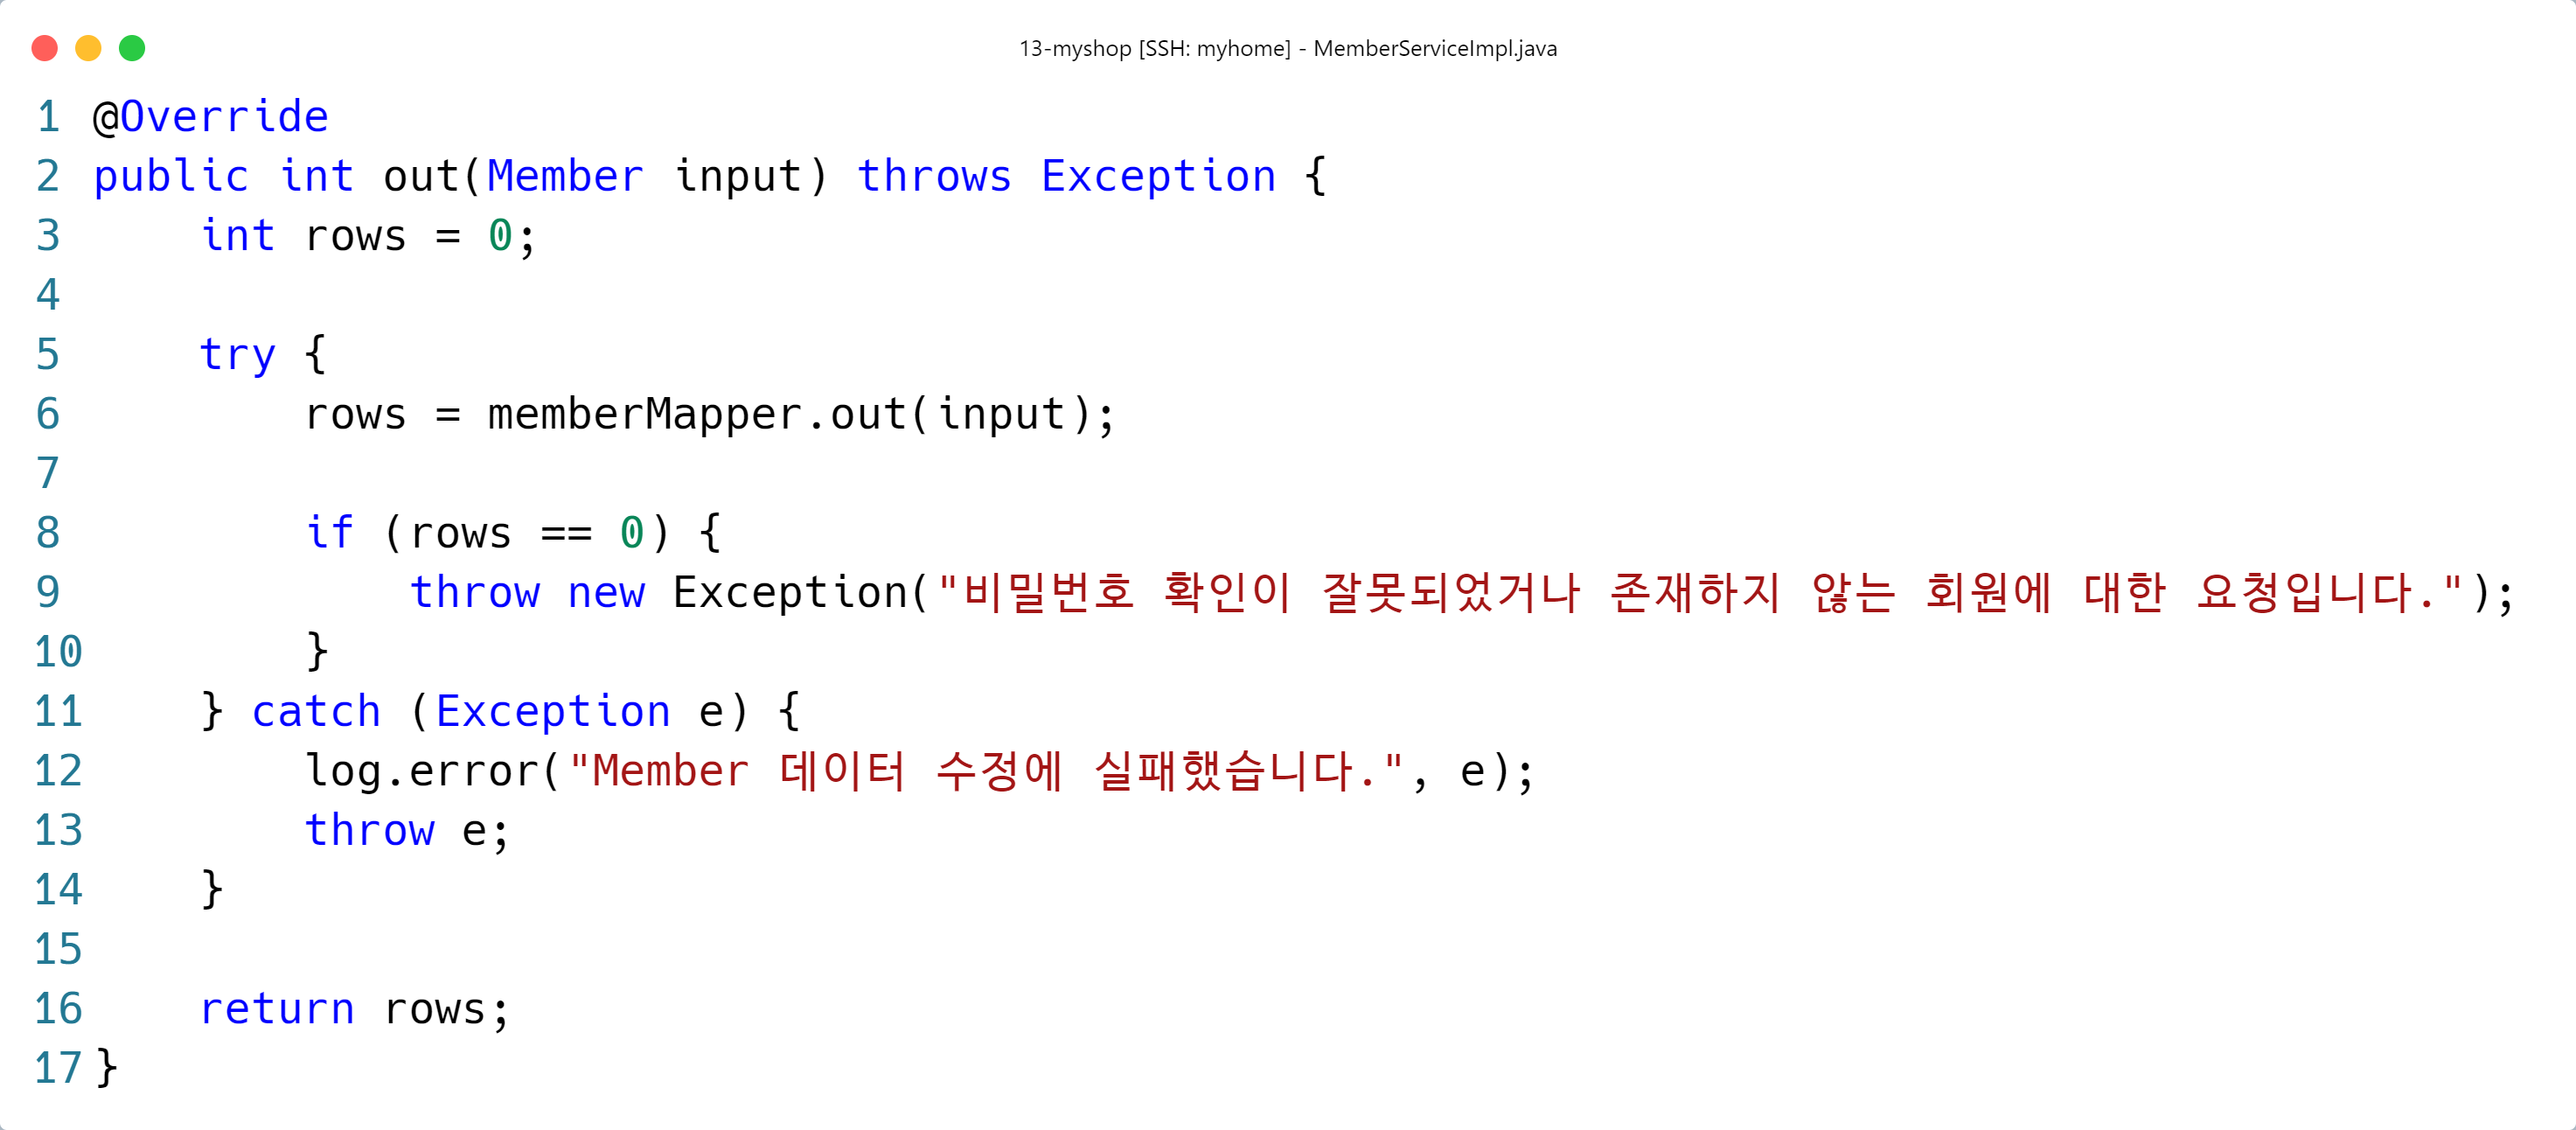 13-myshop [SSH: myhome] - MemberServiceImpl.java
1 @Override
2 public int out(Member input) throws Exception {
3     int rows = 0;
4
5     try {
6         rows = memberMapper.out(input);
7
8         if (rows == 0) {
9             throw new Exception("비밀번호 확인이 잘못되었거나 존재하지 않는 회원에 대한 요청입니다.");
10         }
11     } catch (Exception e) {
12         log.error("Member 데이터 수정에 실패했습니다.", e);
13         throw e;
14     }
15
16     return rows;
17 }